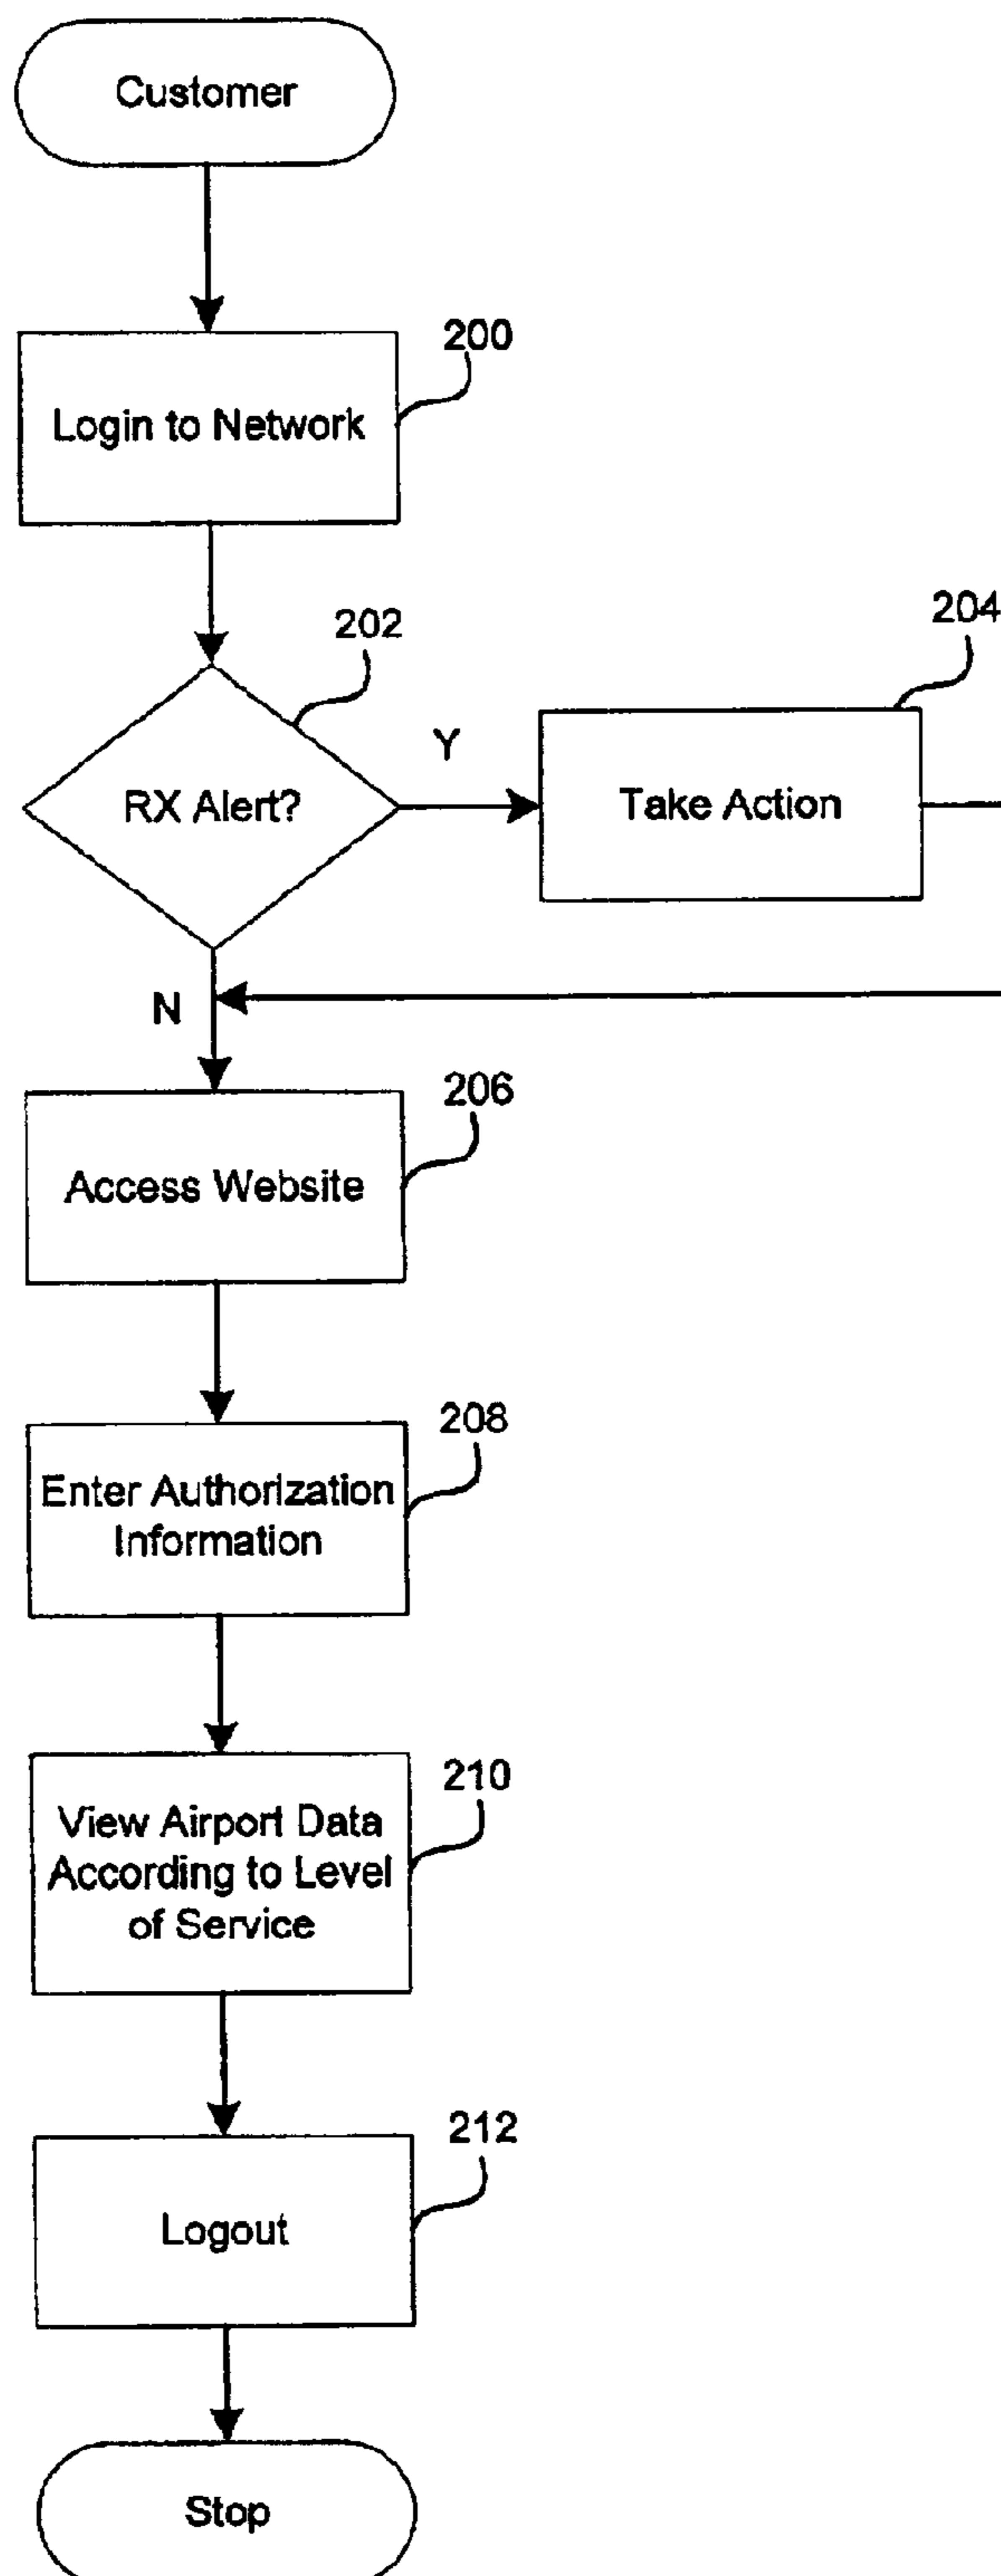 Customer
200
Login to Network
202
204
Y
RX Alert?
Take Action
N
206
Access Website
208
Enter Authorization
Information
210
View Airport Data
According to Level
of Service
212
Logout
Stop